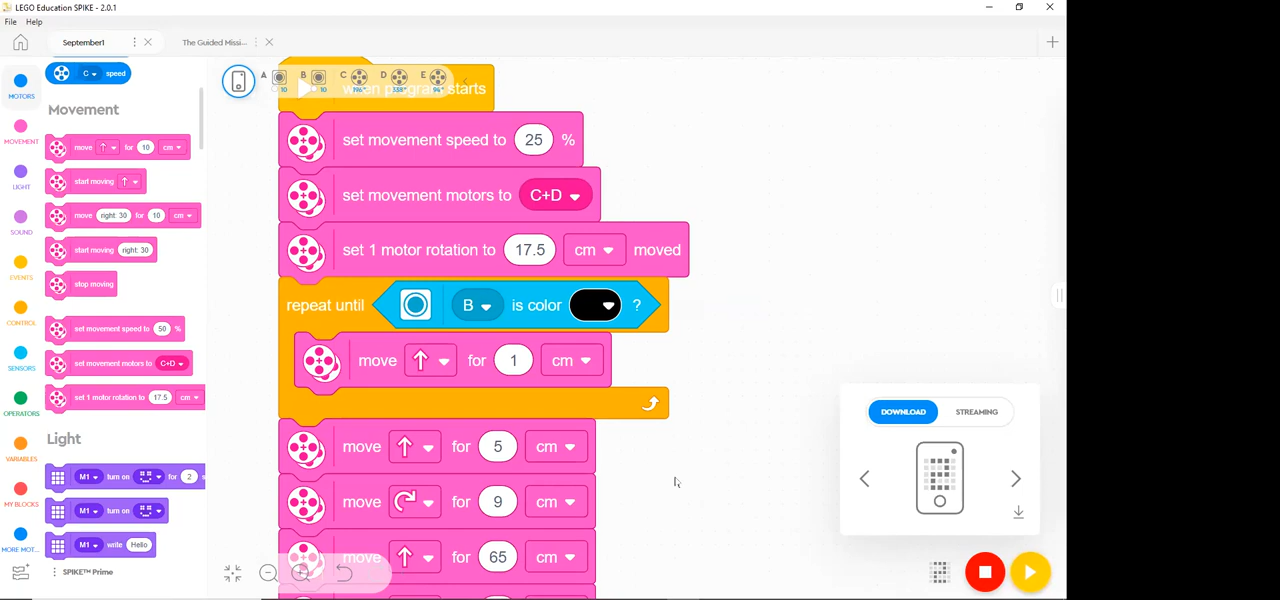 LEGO Education SPIKE - 2.0.1
File Help
September1
The Guided Missi...
C speed
MOTORS
Movement
move for 10 cm
MOVEMENT
start moving
LIGHT
move right: 30 for 10 cm
SOUND
start moving right: 30
EVENTS
stop moving
CONTROL
set movement speed to 50 %
SENSORS
set movement motors to C+D
OPERATORS
set 1 motor rotation to 17.5 cm
VARIABLES
Light
M1 turn on for 2 s
MY BLOCKS
M1 turn on
MORE MOT...
M1 write Hello
SPIKE™ Prime
A B C D E
10 10 196° 338° 94°
when program starts
set movement speed to 25 %
set movement motors to C+D
set 1 motor rotation to 17.5 cm moved
repeat until B is color ?
move for 1 cm
move for 5 cm
move for 9 cm
move for 65 cm
DOWNLOAD STREAMING